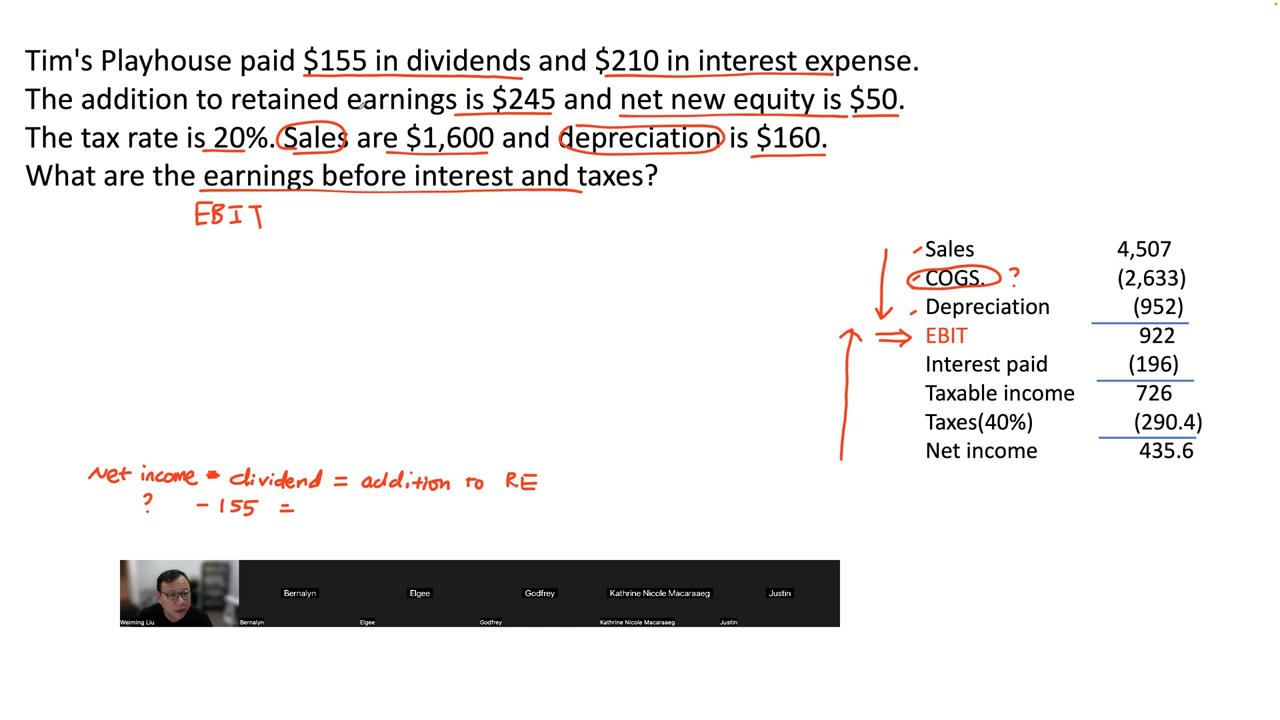 Tim's Playhouse paid $155 in dividends and $210 in interest expense.
The addition to retained earnings is $245 and net new equity is $50.
The tax rate is 20%. Sales are $1,600 and depreciation is $160.
What are the earnings before interest and taxes?
EBIT
Sales 4,507
COGS. (2,633) ?
Depreciation (952)
⇒ EBIT 922
Interest paid (196)
Taxable income 726
Taxes(40%) (290.4)
Net income 435.6
Net income - dividend = addition to RE
? - 155 =
Bernalyn Elgee Godfrey Kathrine Nicole Macaraaeg Justin
Weiming Liu Bernalyn Elgee Godfrey Kathrine Nicole Macaraaeg Justin